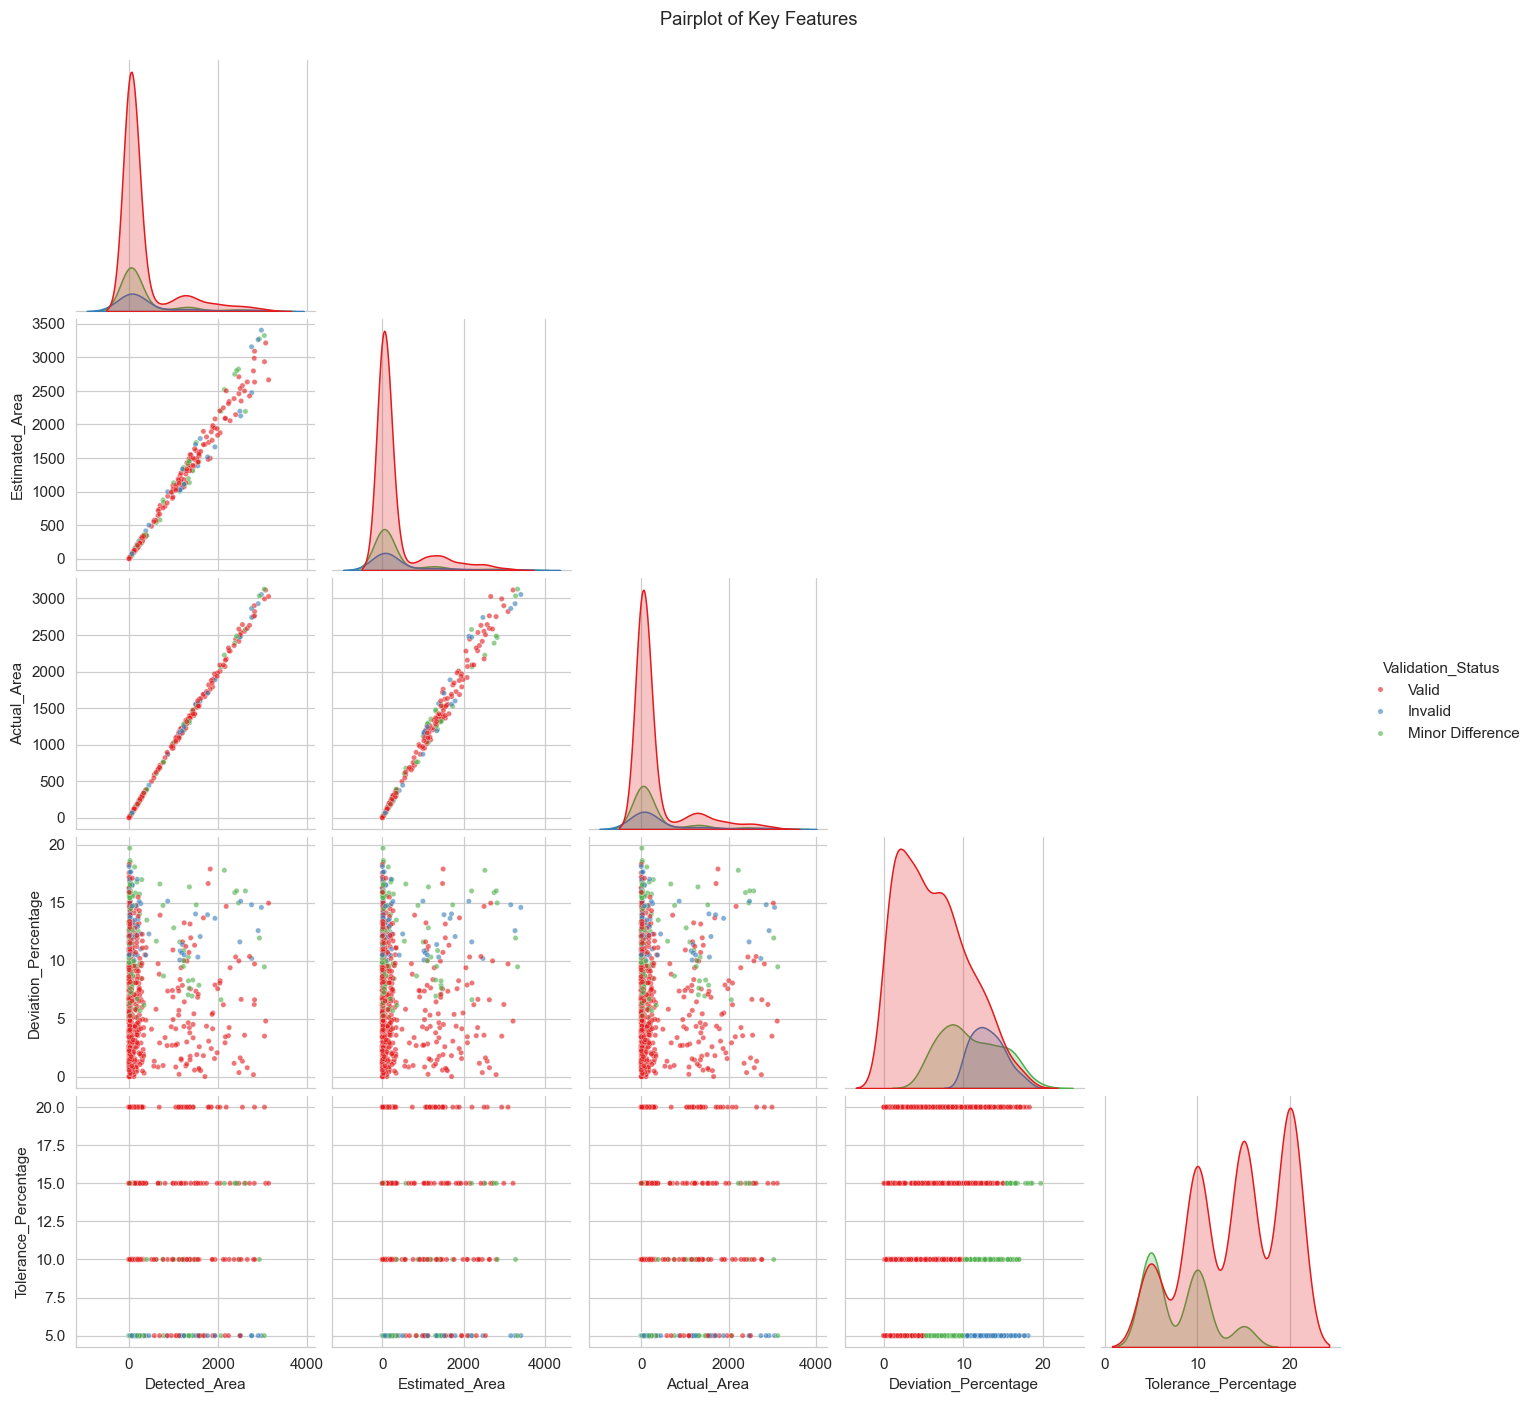 Pairplot of Key Features
3500
3000
2500
2000
1500
1000
500
0
Estimated_Area
3000
2500
2000
1500
1000
500
0
Actual_Area
Validation_Status
Valid
Invalid
Minor Difference
20
15
10
5
0
Deviation_Percentage
20.0
17.5
15.0
12.5
10.0
7.5
5.0
Tolerance_Percentage
0 2000 4000 0 2000 4000 0 2000 4000 0 10 20 0 10 20
Detected_Area Estimated_Area Actual_Area Deviation_Percentage Tolerance_Percentage